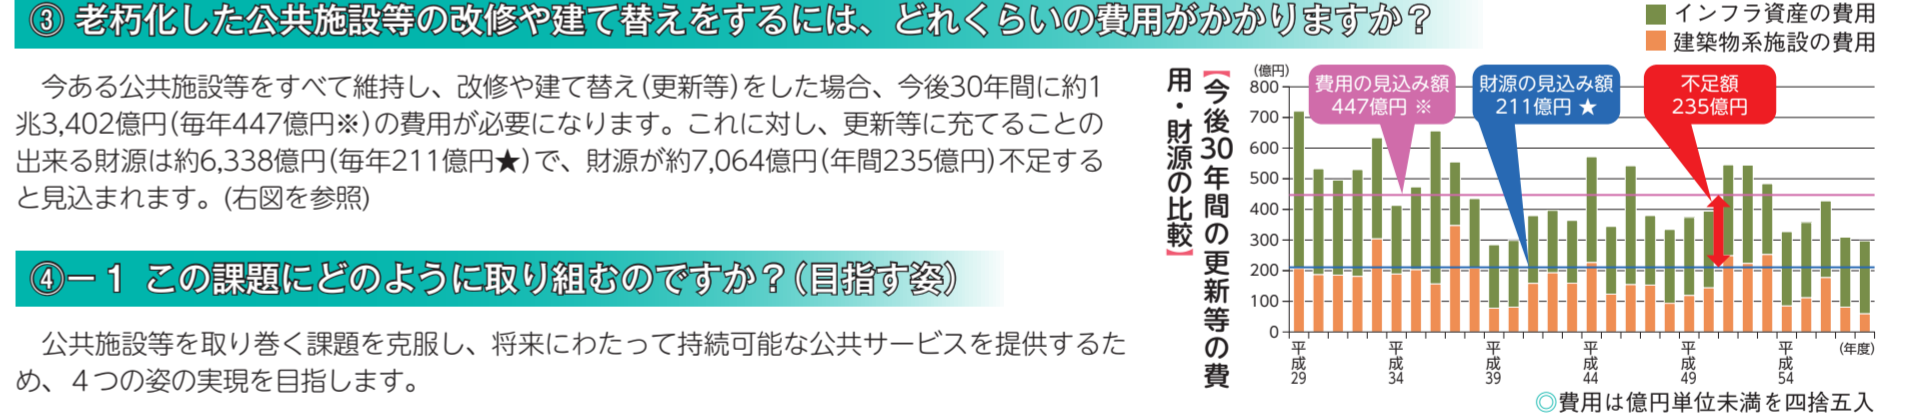 ③ 老朽化した公共施設等の改修や建て替えをするには、どれくらいの費用がかかりますか？
今ある公共施設等をすべて維持し、改修や建て替え(更新等)をした場合、今後30年間に約1
兆3,402億円(毎年447億円※)の費用が必要になります。これに対し、更新等に充てることの
出来る財源は約6,338億円(毎年211億円★)で、財源が約7,064億円(年間235億円)不足する
と見込まれます。(右図を参照)
④－１ この課題にどのように取り組むのですか？(目指す姿)
公共施設等を取り巻く課題を克服し、将来にわたって持続可能な公共サービスを提供するた
め、４つの姿の実現を目指します。
インフラ資産の費用
建築物系施設の費用
【今後30年間の更新等の費
用・財源の比較】
(億円)
費用の見込み額
447億円 ※
財源の見込み額
211億円 ★
不足額
235億円
800
700
600
500
400
300
200
100
0
平成29
平成34
平成39
平成44
平成49
平成54
(年度)
◎費用は億円単位未満を四捨五入